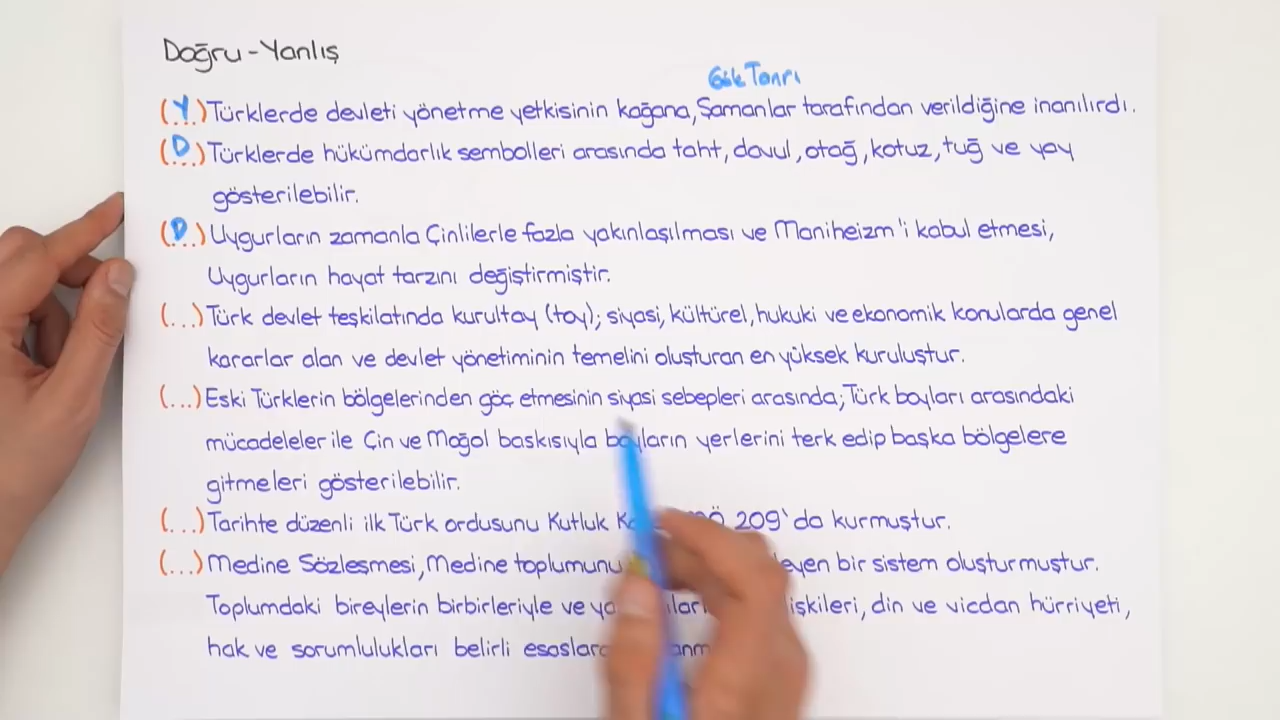 Doğru-Yanlış
Gök Tanrı
(Y) Türklerde devleti yönetme yetkisinin kağana, Şamanlar tarafından verildiğine inanılırdı.
(D) Türklerde hükümdarlık sembolleri arasında taht, davul, otağ, kotuz, tuğ ve yay
gösterilebilir.
(D) Uygurların zamanla Çinlilerle fazla yakınlaşılması ve Maniheizm'i kabul etmesi,
Uygurların hayat tarzını değiştirmiştir.
(...) Türk devlet teşkilatında kurultay (toy); siyasi, kültürel, hukuki ve ekonomik konularda genel
kararlar alan ve devlet yönetiminin temelini oluşturan en yüksek kuruluştur.
(...) Eski Türklerin bölgelerinden göç etmesinin siyasi sebepleri arasında; Türk boyları arasındaki
mücadeleler ile Çin ve Moğol baskısıyla boyların yerlerini terk edip başka bölgelere
gitmeleri gösterilebilir.
(...) Tarihte düzenli ilk Türk ordusunu Kutluk MÖ 209'da kurmuştur.
(...) Medine Sözleşmesi, Medine toplumunu bir sistem oluşturmuştur.
Toplumdaki bireylerin birbirleriyle ve din ve vicdan hürriyeti,
hak ve sorumlulukları belirli